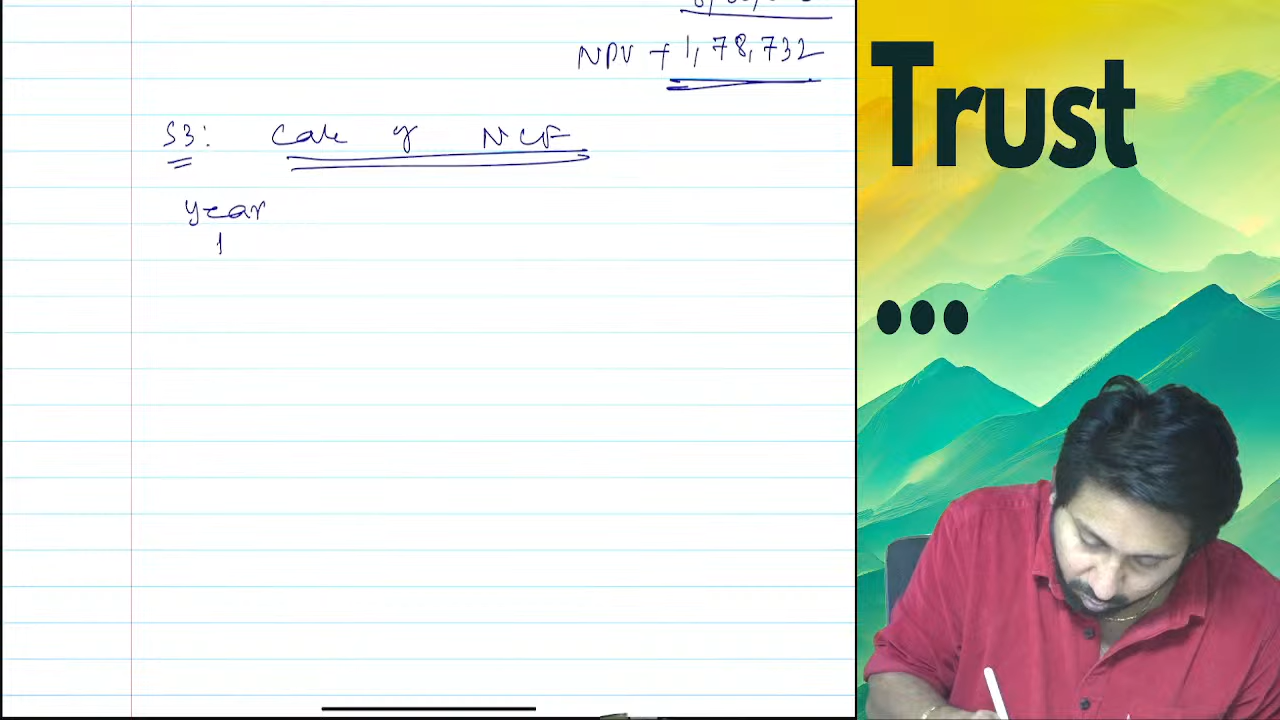 NPV + 1,78,732
S3: Calc of NCF
Year
1
Trust
...